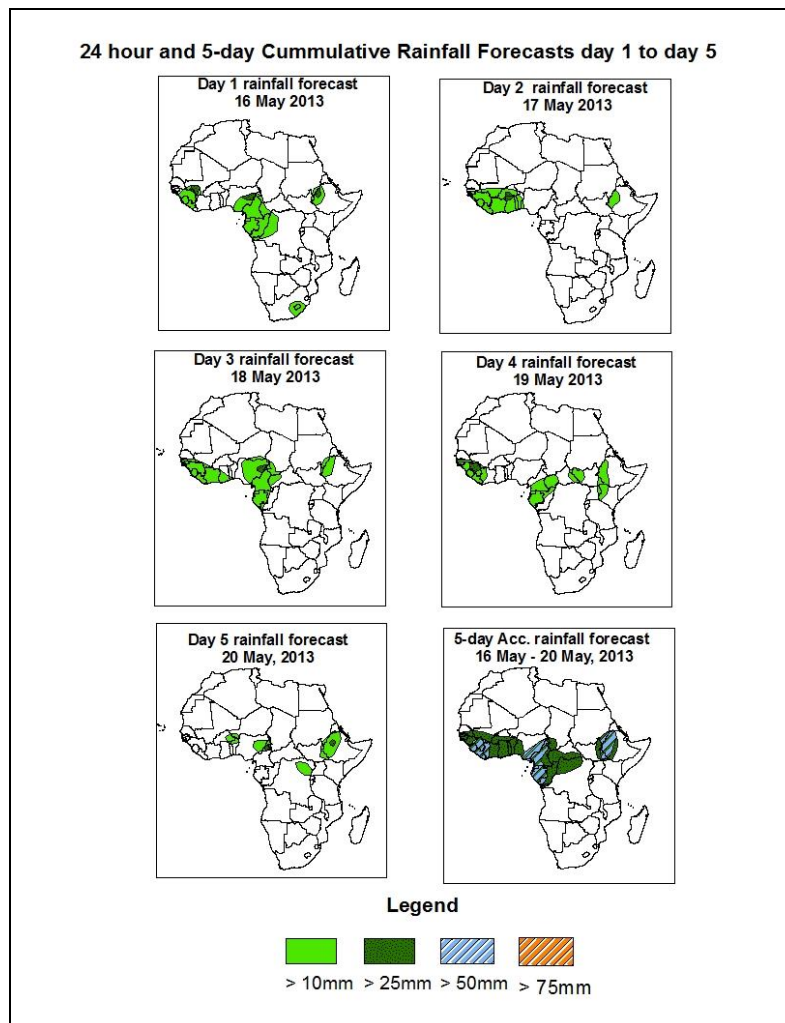 24 hour and 5-day Cummulative Rainfall Forecasts day 1 to day 5
Day 1 rainfall forecast
16 May 2013
Day 2 rainfall forecast
17 May 2013
Day 3 rainfall forecast
18 May 2013
Day 4 rainfall forecast
19 May 2013
Day 5 rainfall forecast
20 May, 2013
5-day Acc. rainfall forecast
16 May - 20 May, 2013
Legend
> 10mm > 25mm > 50mm > 75mm